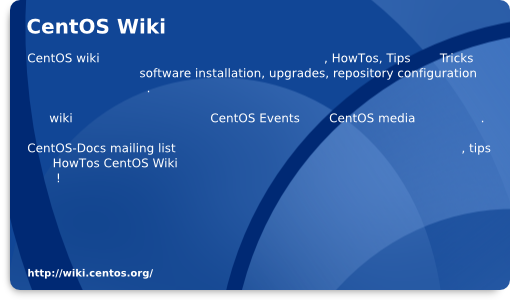 CentOS Wiki
CentOS wiki , HowTos, Tips Tricks
software installation, upgrades, repository configuration
.
wiki CentOS Events CentOS media .
CentOS-Docs mailing list , tips
HowTos CentOS Wiki
!
http://wiki.centos.org/